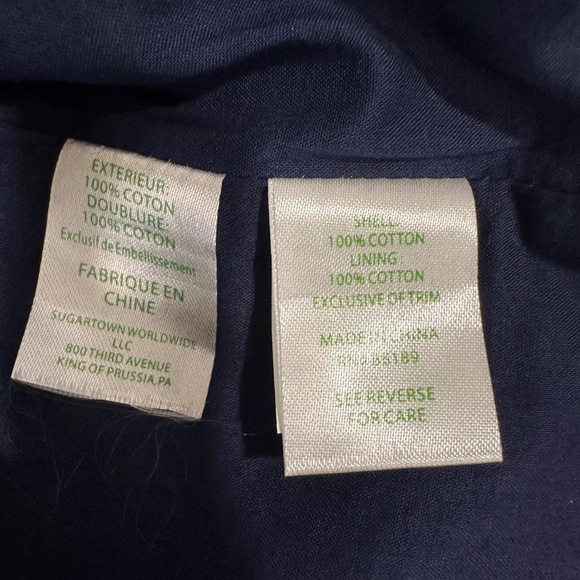 EXTERIEUR:
100% COTON
DOUBLURE:
100% COTON
Exclusif de Embellissement
FABRIQUE EN
CHINE
SUGARTOWN WORLDWIDE
LLC
800 THIRD AVENUE
KING OF PRUSSIA, PA
SHELL:
100% COTTON
LINING:
100% COTTON
EXCLUSIVE OF TRIM
MADE IN CHINA
SEE REVERSE
FOR CARE